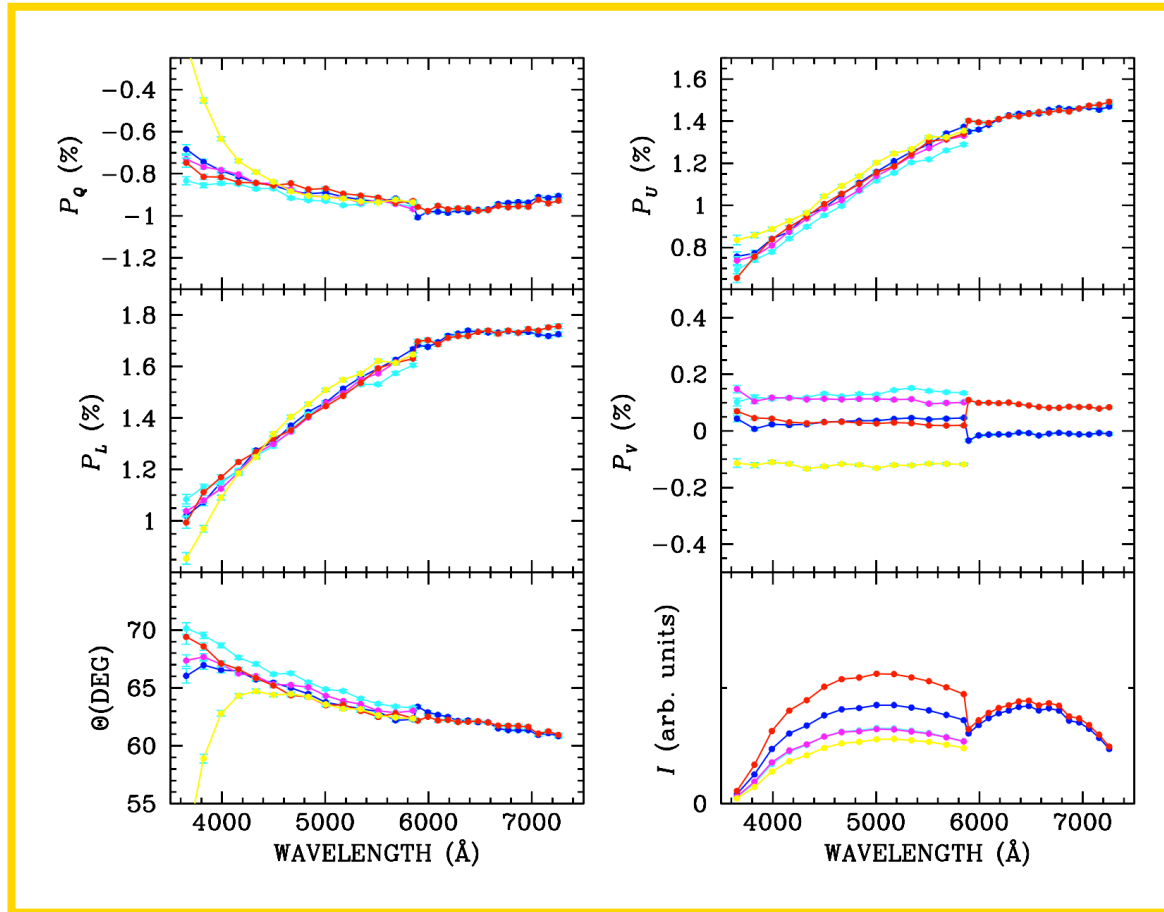 −0.4
−0.6
−0.8
−1
−1.2
P_Q (%)
1.6
1.4
1.2
1
0.8
P_U (%)
1.8
1.6
1.4
1.2
1
P_L (%)
0.4
0.2
0
−0.2
−0.4
P_V (%)
70
65
60
55
Θ(DEG)
4000 5000 6000 7000
WAVELENGTH (Å)
0
I (arb. units)
4000 5000 6000 7000
WAVELENGTH (Å)